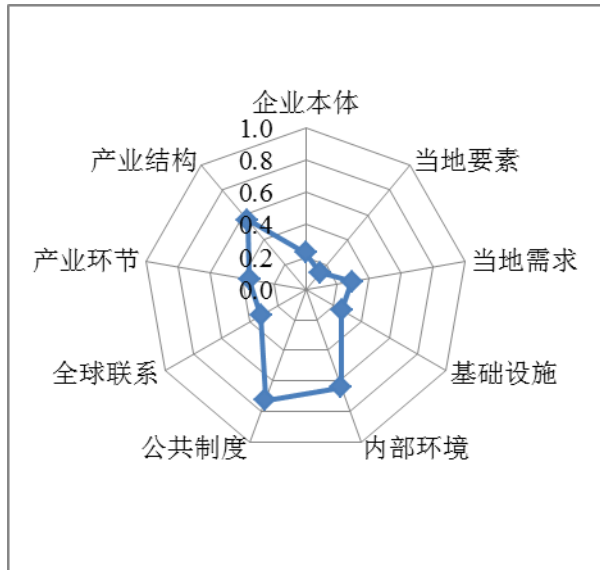 企业本体
1.0
产业结构
当地要素
0.8
0.6
0.4
产业环节
0.2
当地需求
0.0
全球联系
基础设施
公共制度
内部环境